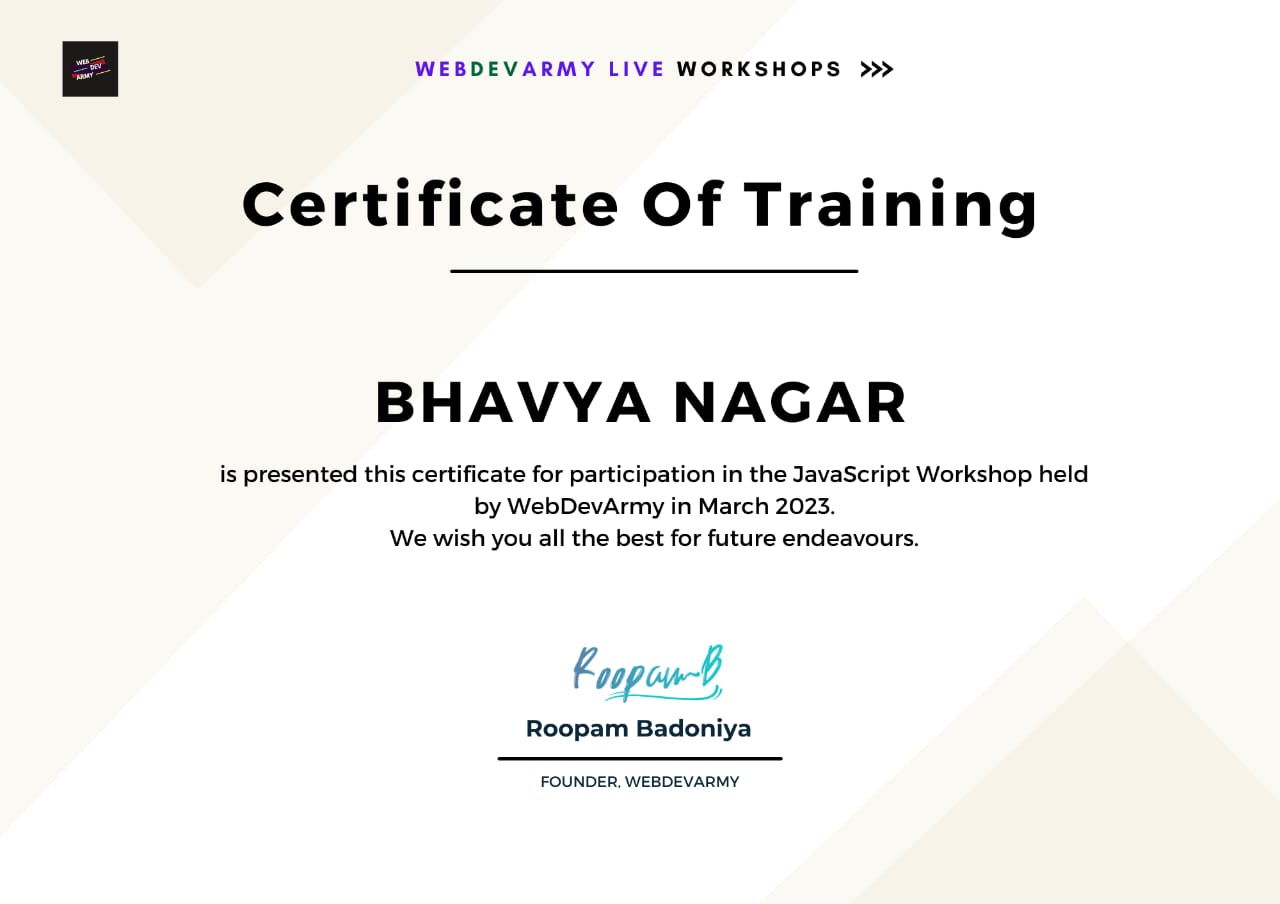 WEB
DEV
ARMY
WEBDEVARMY LIVE WORKSHOPS >>>
Certificate Of Training
BHAVYA NAGAR
is presented this certificate for participation in the JavaScript Workshop held
by WebDevArmy in March 2023.
We wish you all the best for future endeavours.
Roopam B
Roopam Badoniya
FOUNDER, WEBDEVARMY